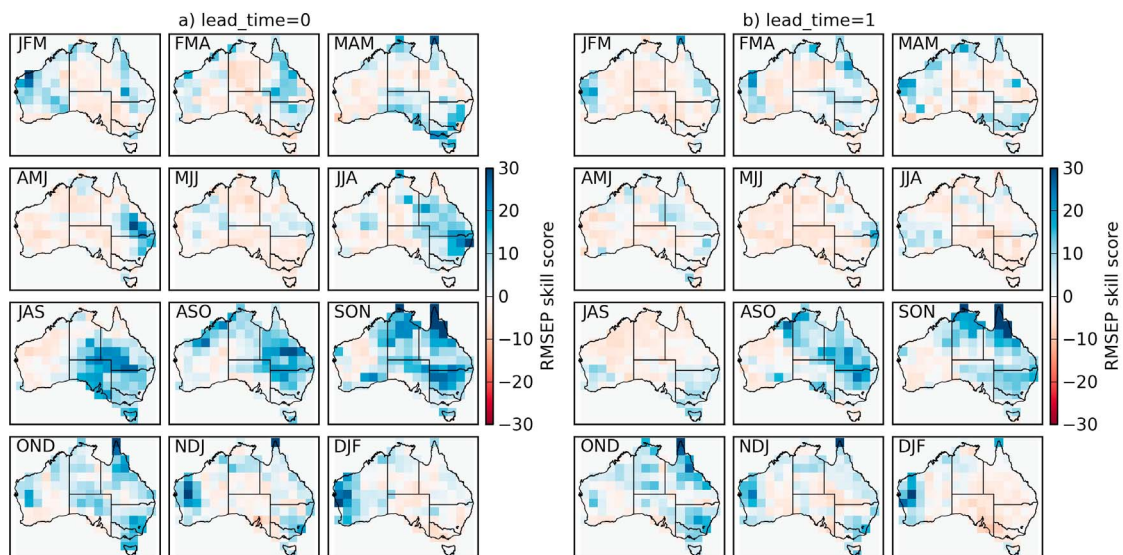 a) lead_time=0
JFM
FMA
MAM
AMJ
MJJ
JJA
JAS
ASO
SON
OND
NDJ
DJF
30
20
10
0
−10
−20
−30
RMSEP skill score
b) lead_time=1
JFM
FMA
MAM
AMJ
MJJ
JJA
JAS
ASO
SON
OND
NDJ
DJF
30
20
10
0
−10
−20
−30
RMSEP skill score